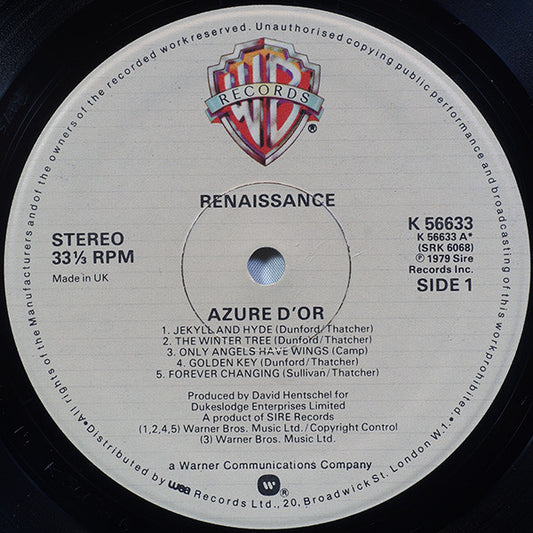 All rights of the Manufacturers and of the owners of the recorded work reserved. Unauthorised copying public performance and broadcasting of this work prohibited.
WB
RECORDS
®
RENAISSANCE
STEREO
33⅓ RPM
Made in UK
K 56633
K 56633 A*
(SRK 6068)
℗ 1979 Sire
Records Inc.
SIDE 1
AZURE D'OR
1. JEKYLL AND HYDE (Dunford/Thatcher)
2. THE WINTER TREE (Dunford/Thatcher)
3. ONLY ANGELS HAVE WINGS (Camp)
4. GOLDEN KEY (Dunford/Thatcher)
5. FOREVER CHANGING (Sullivan/Thatcher)
Produced by David Hentschel for
Dukeslodge Enterprises Limited
A product of SIRE Records
(1,2,4,5) Warner Bros. Music Ltd./Copyright Control
(3) Warner Bros. Music Ltd.
a Warner Communications Company
W ®
•Distributed by wea Records Ltd., 20, Broadwick St. London W1.•